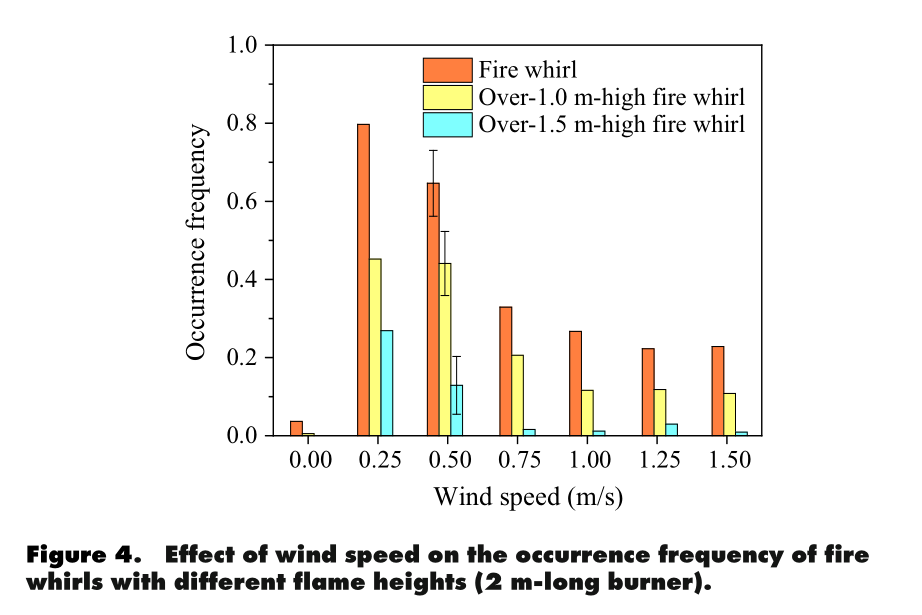 1.0
0.8
0.6
0.4
0.2
0.0
Occurrence frequency
Fire whirl
Over-1.0 m-high fire whirl
Over-1.5 m-high fire whirl
0.00 0.25 0.50 0.75 1.00 1.25 1.50
Wind speed (m/s)
Figure 4. Effect of wind speed on the occurrence frequency of fire
whirls with different flame heights (2 m-long burner).